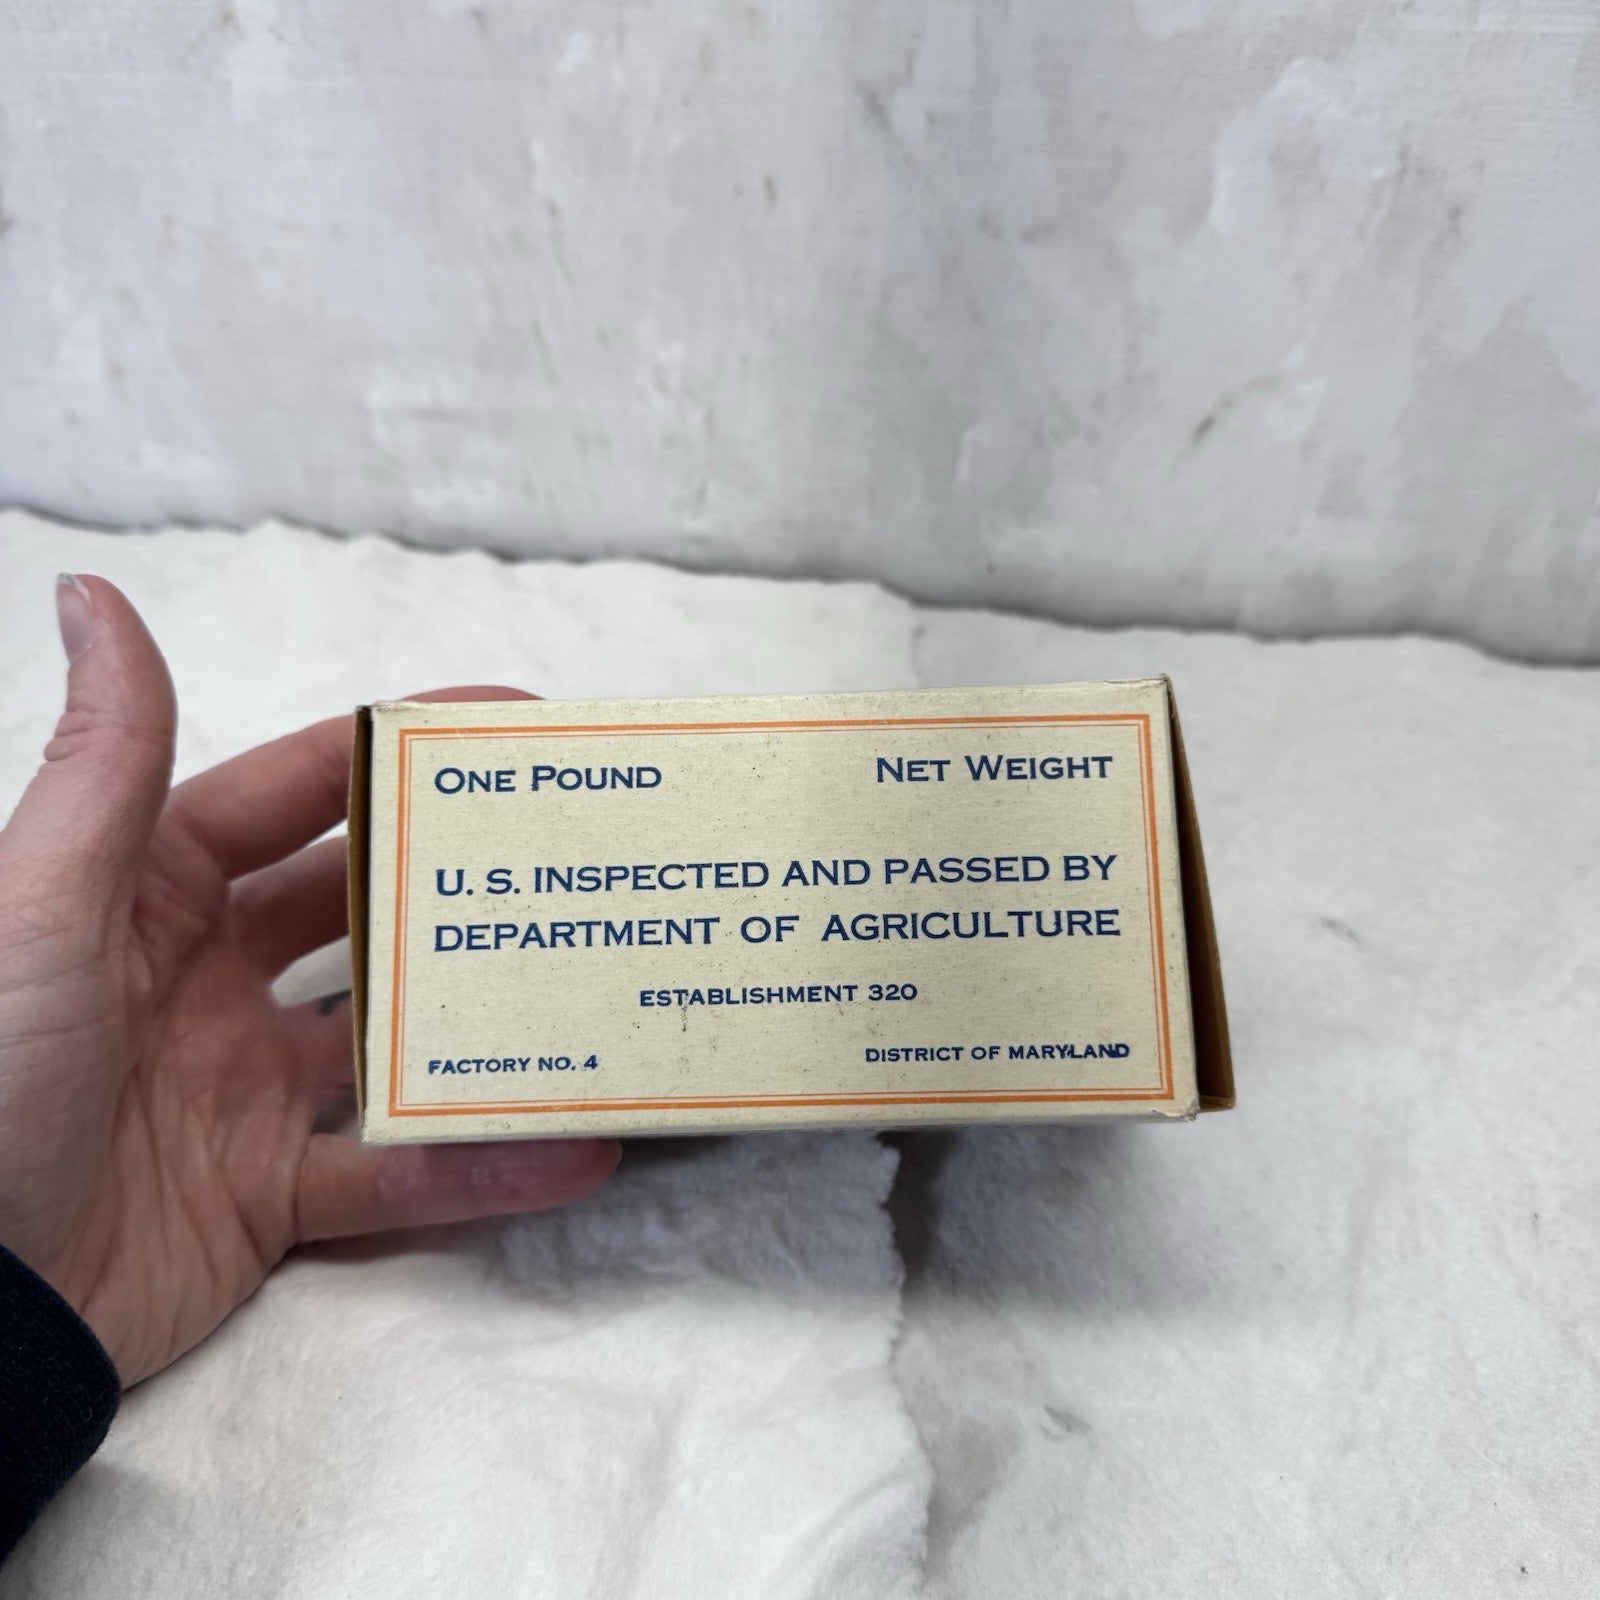 ONE POUND NET WEIGHT
U. S. INSPECTED AND PASSED BY
DEPARTMENT OF AGRICULTURE
ESTABLISHMENT 320
FACTORY NO. 4 DISTRICT OF MARYLAND